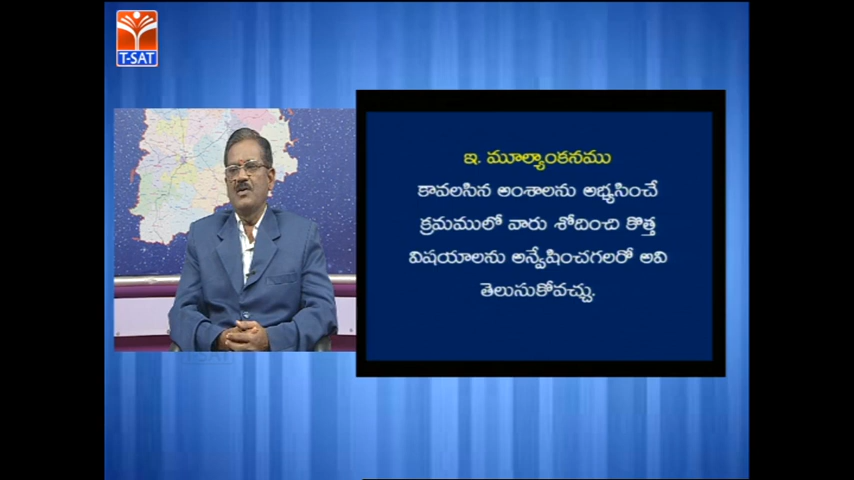 T-SAT
ఇ. మూల్యాంకనము
కావలసిన అంశాలను అభ్యసించే
క్రమములో వారు శోదించి కొత్త
విషయాలను అన్వేషించగలరో అవి
తెలుసుకోవచ్చు.